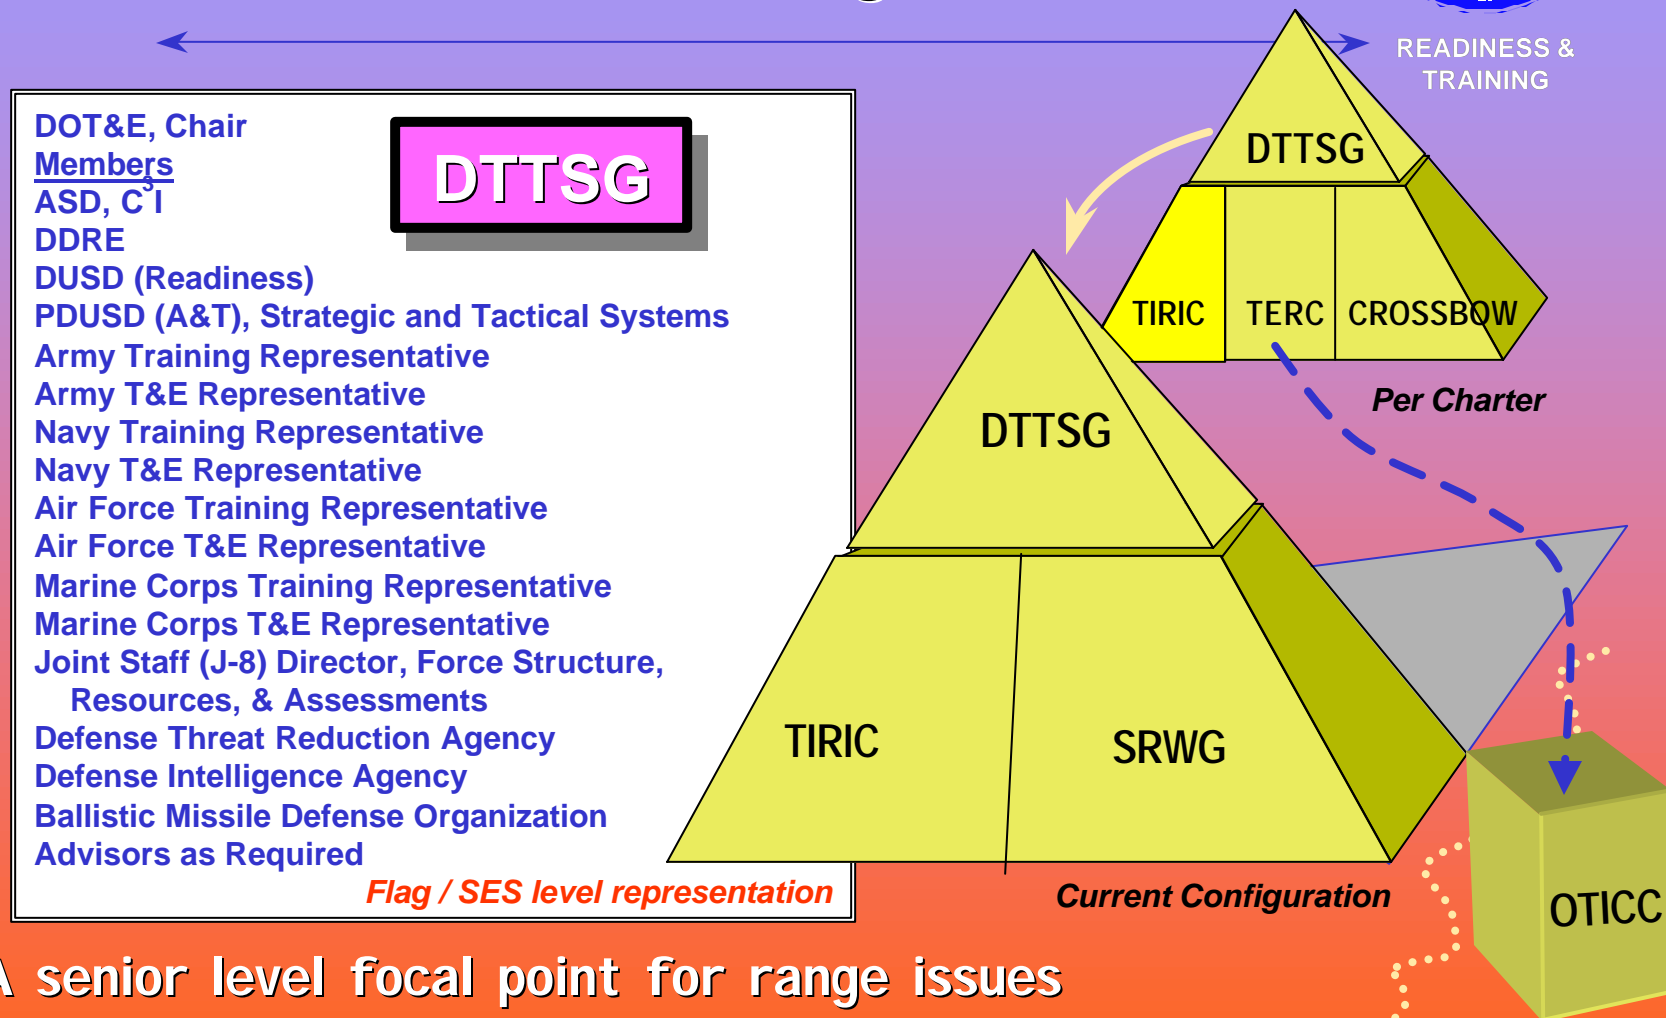 READINESS &
TRAINING
DOT&E, Chair
Members
ASD, C3I
DDRE
DUSD (Readiness)
PDUSD (A&T), Strategic and Tactical Systems
Army Training Representative
Army T&E Representative
Navy Training Representative
Navy T&E Representative
Air Force Training Representative
Air Force T&E Representative
Marine Corps Training Representative
Marine Corps T&E Representative
Joint Staff (J-8) Director, Force Structure,
Resources, & Assessments
Defense Threat Reduction Agency
Defense Intelligence Agency
Ballistic Missile Defense Organization
Advisors as Required
Flag / SES level representation
DTTSG
DTTSG
TIRIC TERC CROSSBOW
Per Charter
DTTSG
TIRIC SRWG
Current Configuration
OTICC
A senior level focal point for range issues